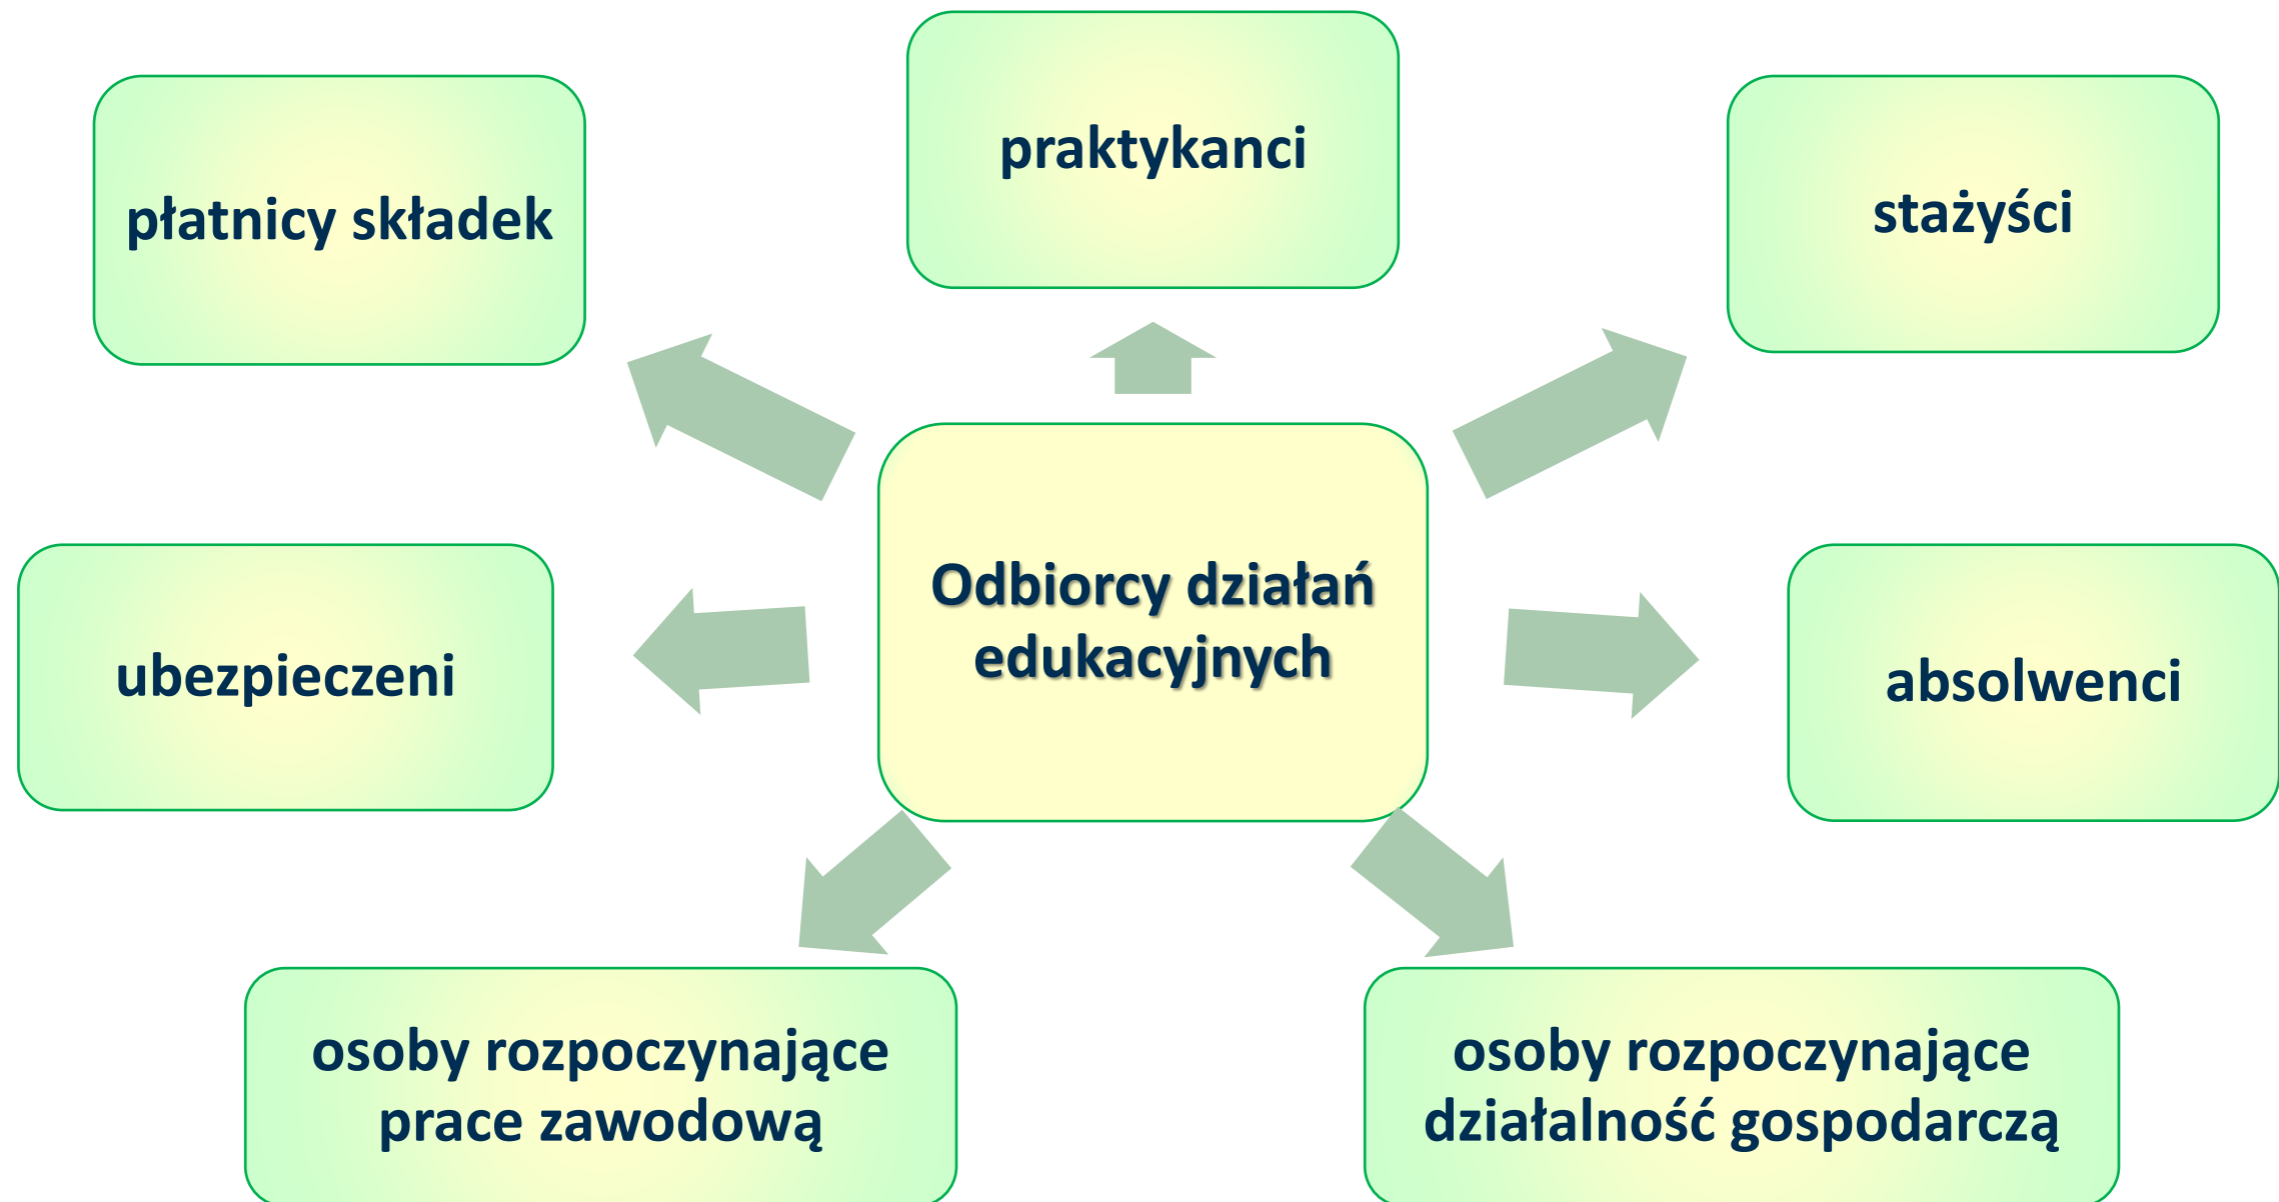 praktykanci
płatnicy składek
stażyści
Odbiorcy działań
edukacyjnych
ubezpieczeni
absolwenci
osoby rozpoczynające
prace zawodową
osoby rozpoczynające
działalność gospodarczą